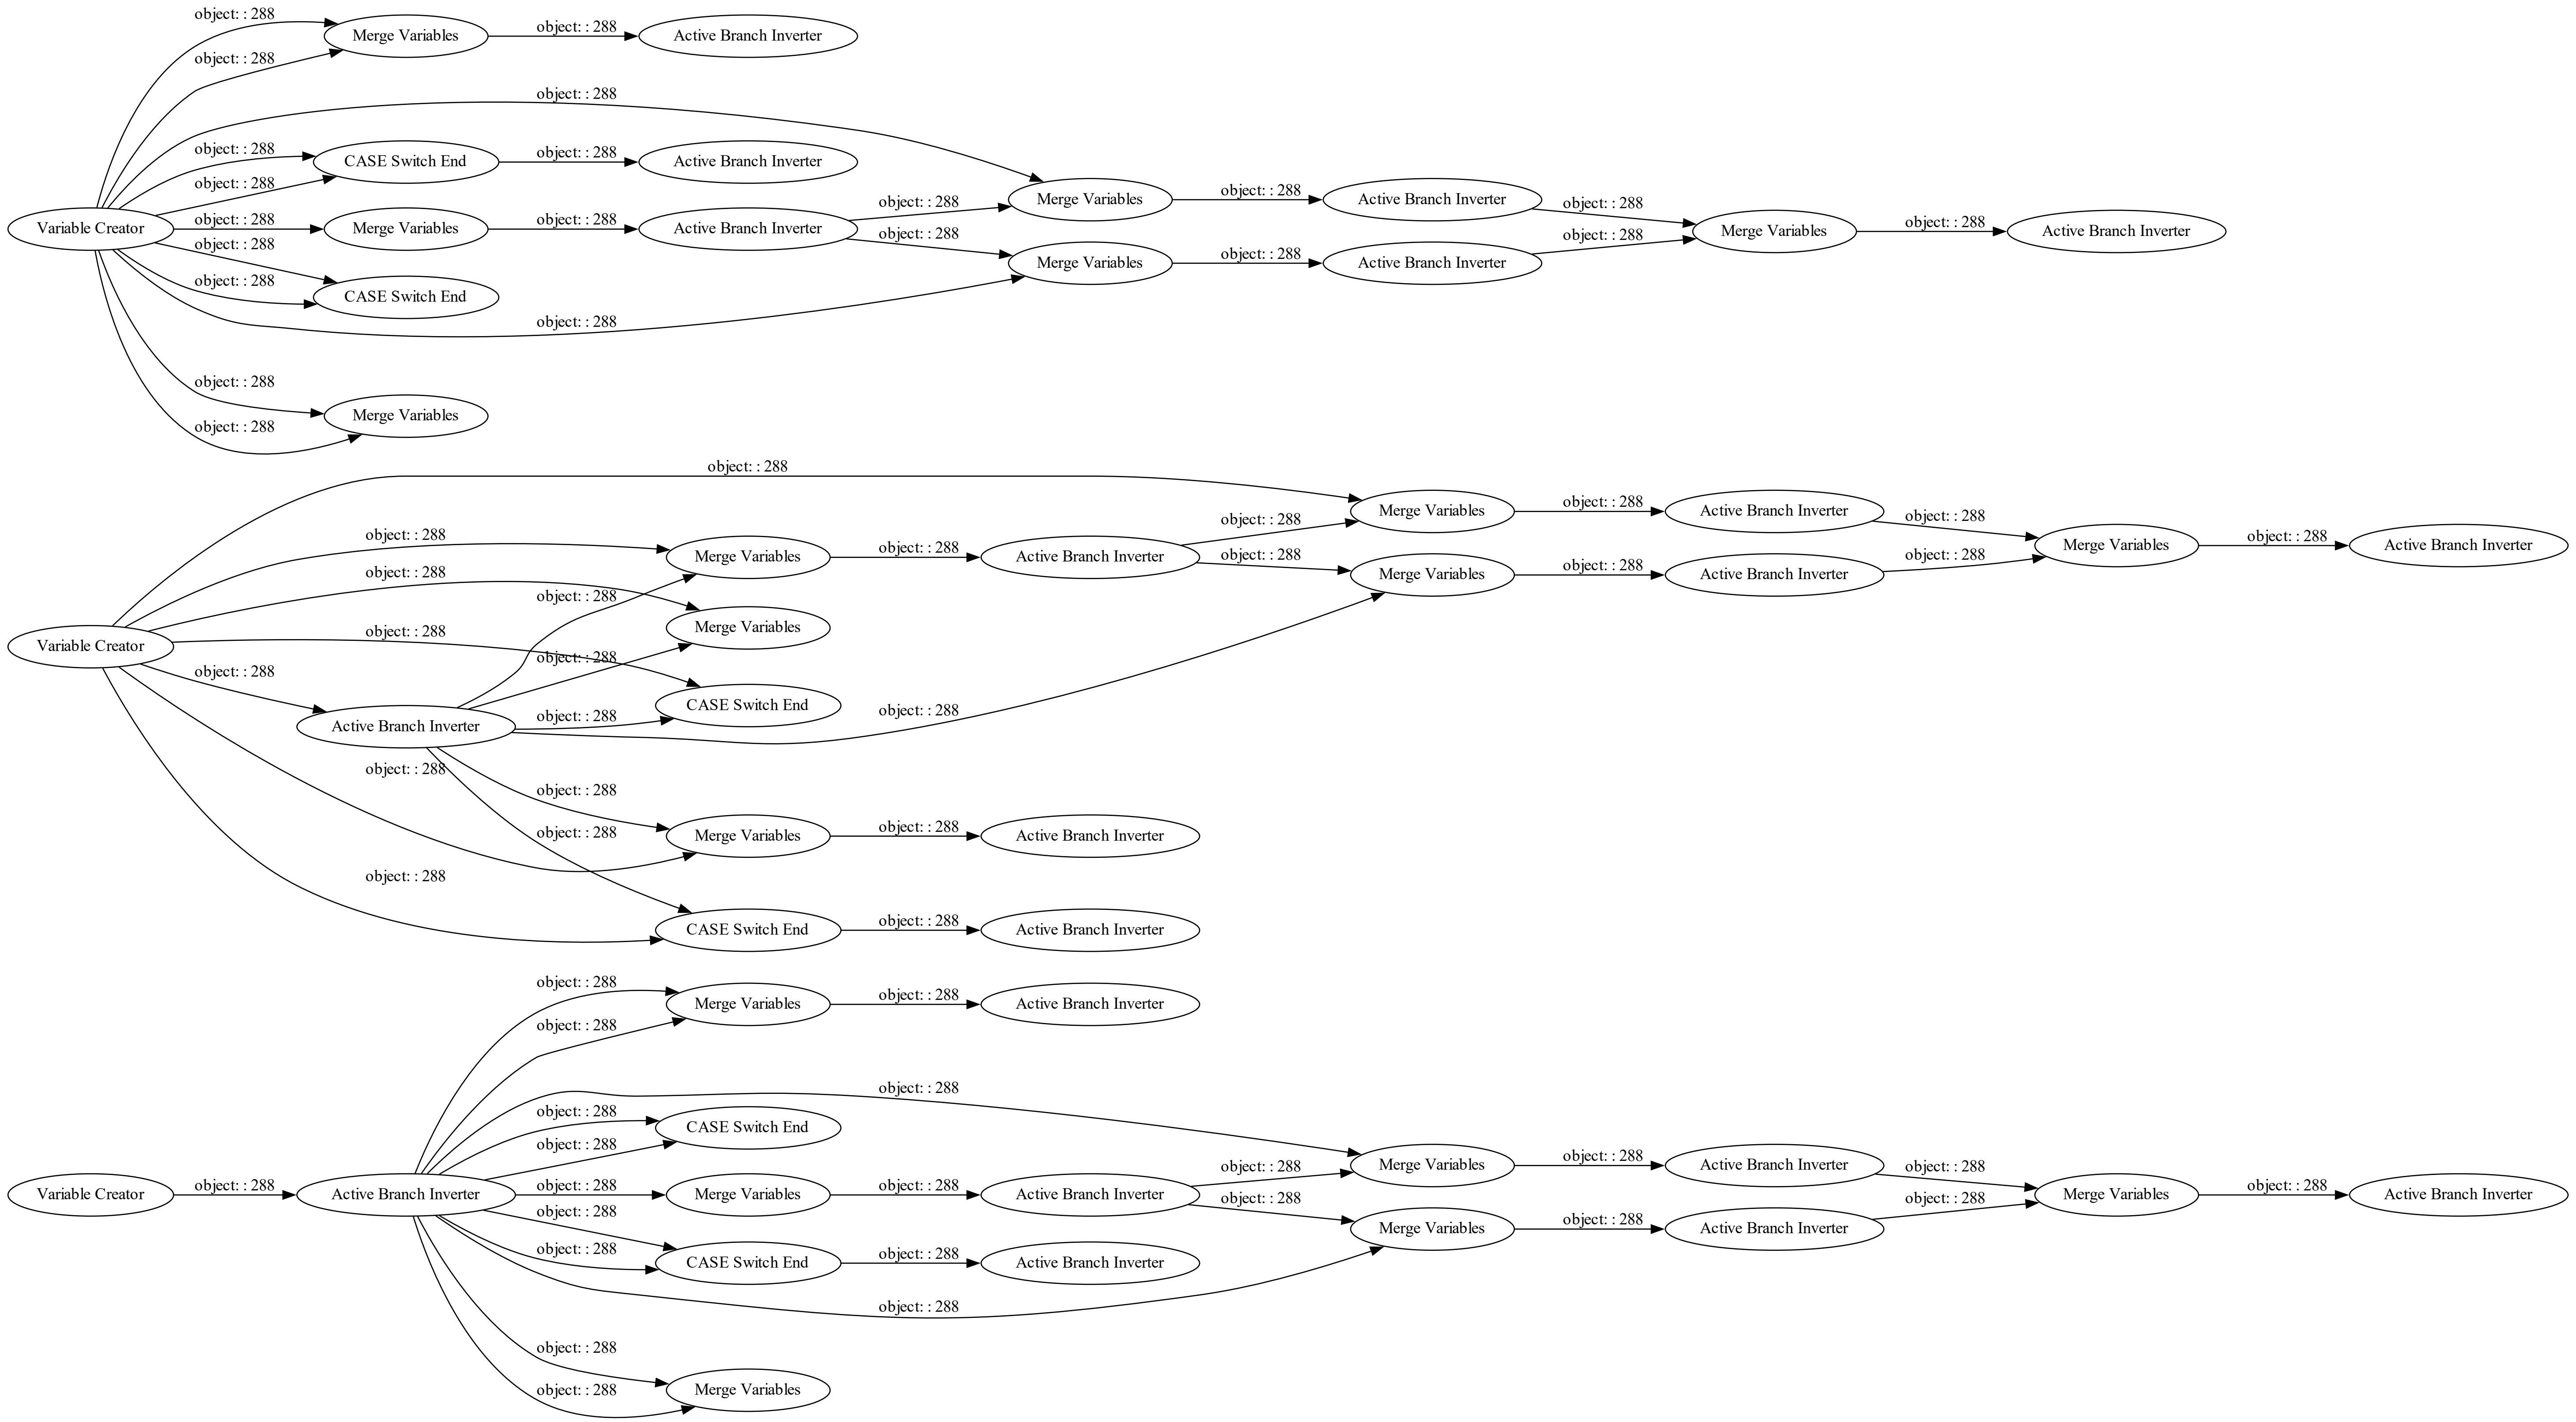 object: : 288
Merge Variables
object: : 288
Active Branch Inverter
object: : 288
object: : 288
object: : 288
CASE Switch End
object: : 288
Active Branch Inverter
object: : 288
Merge Variables
object: : 288
Active Branch Inverter
object: : 288
object: : 288
Variable Creator
object: : 288
Merge Variables
object: : 288
Active Branch Inverter
object: : 288
Merge Variables
object: : 288
Active Branch Inverter
object: : 288
object: : 288
Merge Variables
object: : 288
Active Branch Inverter
object: : 288
object: : 288
CASE Switch End
object: : 288
object: : 288
Merge Variables
object: : 288
object: : 288
Merge Variables
object: : 288
Active Branch Inverter
object: : 288
object: : 288
object: : 288
Merge Variables
object: : 288
Active Branch Inverter
object: : 288
Merge Variables
object: : 288
Active Branch Inverter
object: : 288
Merge Variables
object: : 288
Active Branch Inverter
object: : 288
object: : 288
Merge Variables
object: : 288
object: : 288
Variable Creator
object: : 288
CASE Switch End
object: : 288
Active Branch Inverter
object: : 288
object: : 288
object: : 288
object: : 288
Merge Variables
object: : 288
Active Branch Inverter
object: : 288
object: : 288
CASE Switch End
object: : 288
Active Branch Inverter
object: : 288
Merge Variables
object: : 288
Active Branch Inverter
object: : 288
object: : 288
object: : 288
CASE Switch End
object: : 288
Merge Variables
object: : 288
Active Branch Inverter
object: : 288
object: : 288
Variable Creator
object: : 288
Active Branch Inverter
object: : 288
Merge Variables
object: : 288
Active Branch Inverter
object: : 288
Merge Variables
object: : 288
Active Branch Inverter
object: : 288
object: : 288
Merge Variables
object: : 288
Active Branch Inverter
object: : 288
object: : 288
CASE Switch End
object: : 288
Active Branch Inverter
object: : 288
object: : 288
Merge Variables
object: : 288